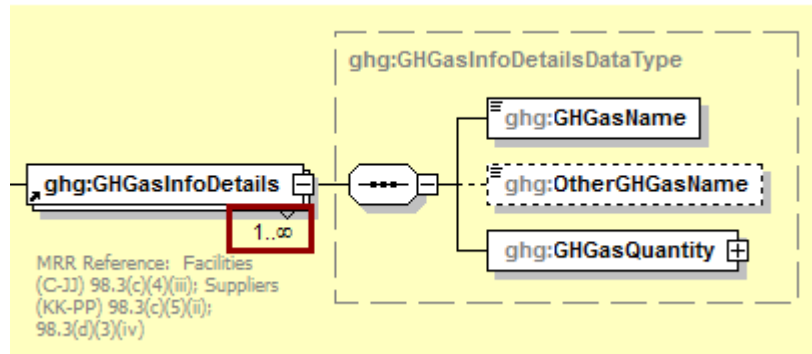 ghg:GHGasInfoDetailsDataType
ghg:GHGasName
ghg:GHGasInfoDetails
ghg:OtherGHGasName
1..∞
ghg:GHGasQuantity
MRR Reference: Facilities
(C-JJ) 98.3(c)(4)(iii); Suppliers
(KK-PP) 98.3(c)(5)(ii);
98.3(d)(3)(iv)